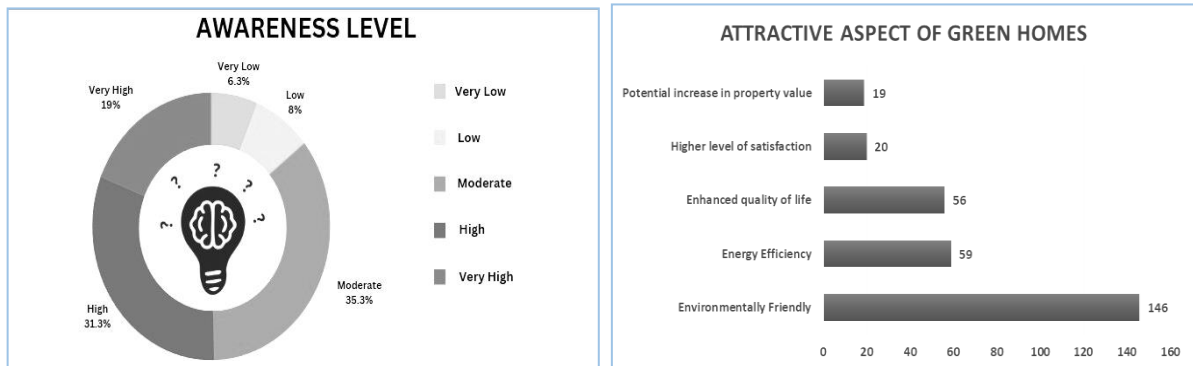 AWARENESS LEVEL
Very Low
6.3%
Low
8%
Very High
19%
Moderate
35.3%
High
31.3%
Very Low
Low
Moderate
High
Very High
? ? ? ? ?
ATTRACTIVE ASPECT OF GREEN HOMES
Potential increase in property value 19
Higher level of satisfaction 20
Enhanced quality of life 56
Energy Efficiency 59
Environmentally Friendly 146
0 20 40 60 80 100 120 140 160